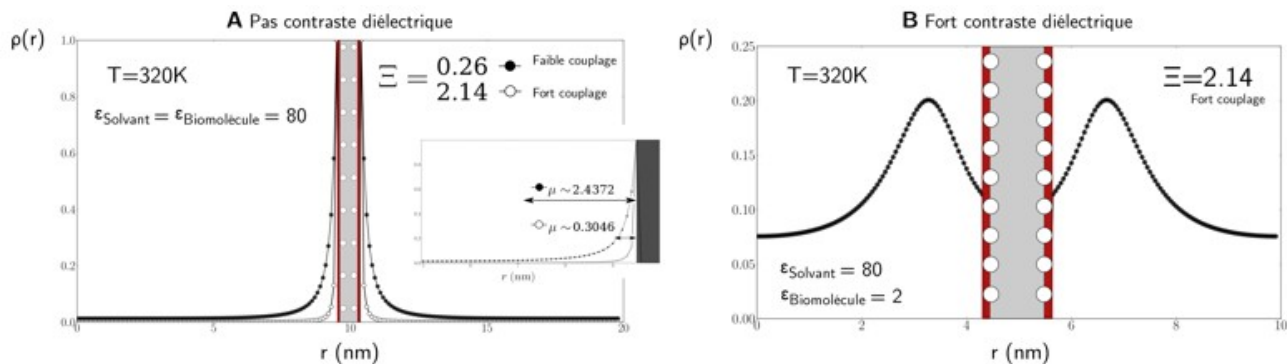 A Pas contraste diélectrique
ρ(r)
1.0
0.8
0.6
0.4
0.2
0.0
T=320K
εSolvant = εBiomolécule = 80
Ξ = 0.26 Faible couplage
2.14 Fort couplage
μ ~ 2.4372
μ ~ 0.3046
r (nm)
0 5 10 15 20
r (nm)
B Fort contraste diélectrique
ρ(r)
0.25
0.20
0.15
0.10
0.05
0.00
T=320K
Ξ=2.14
Fort couplage
εSolvant = 80
εBiomolécule = 2
0 2 4 6 8 10
r (nm)